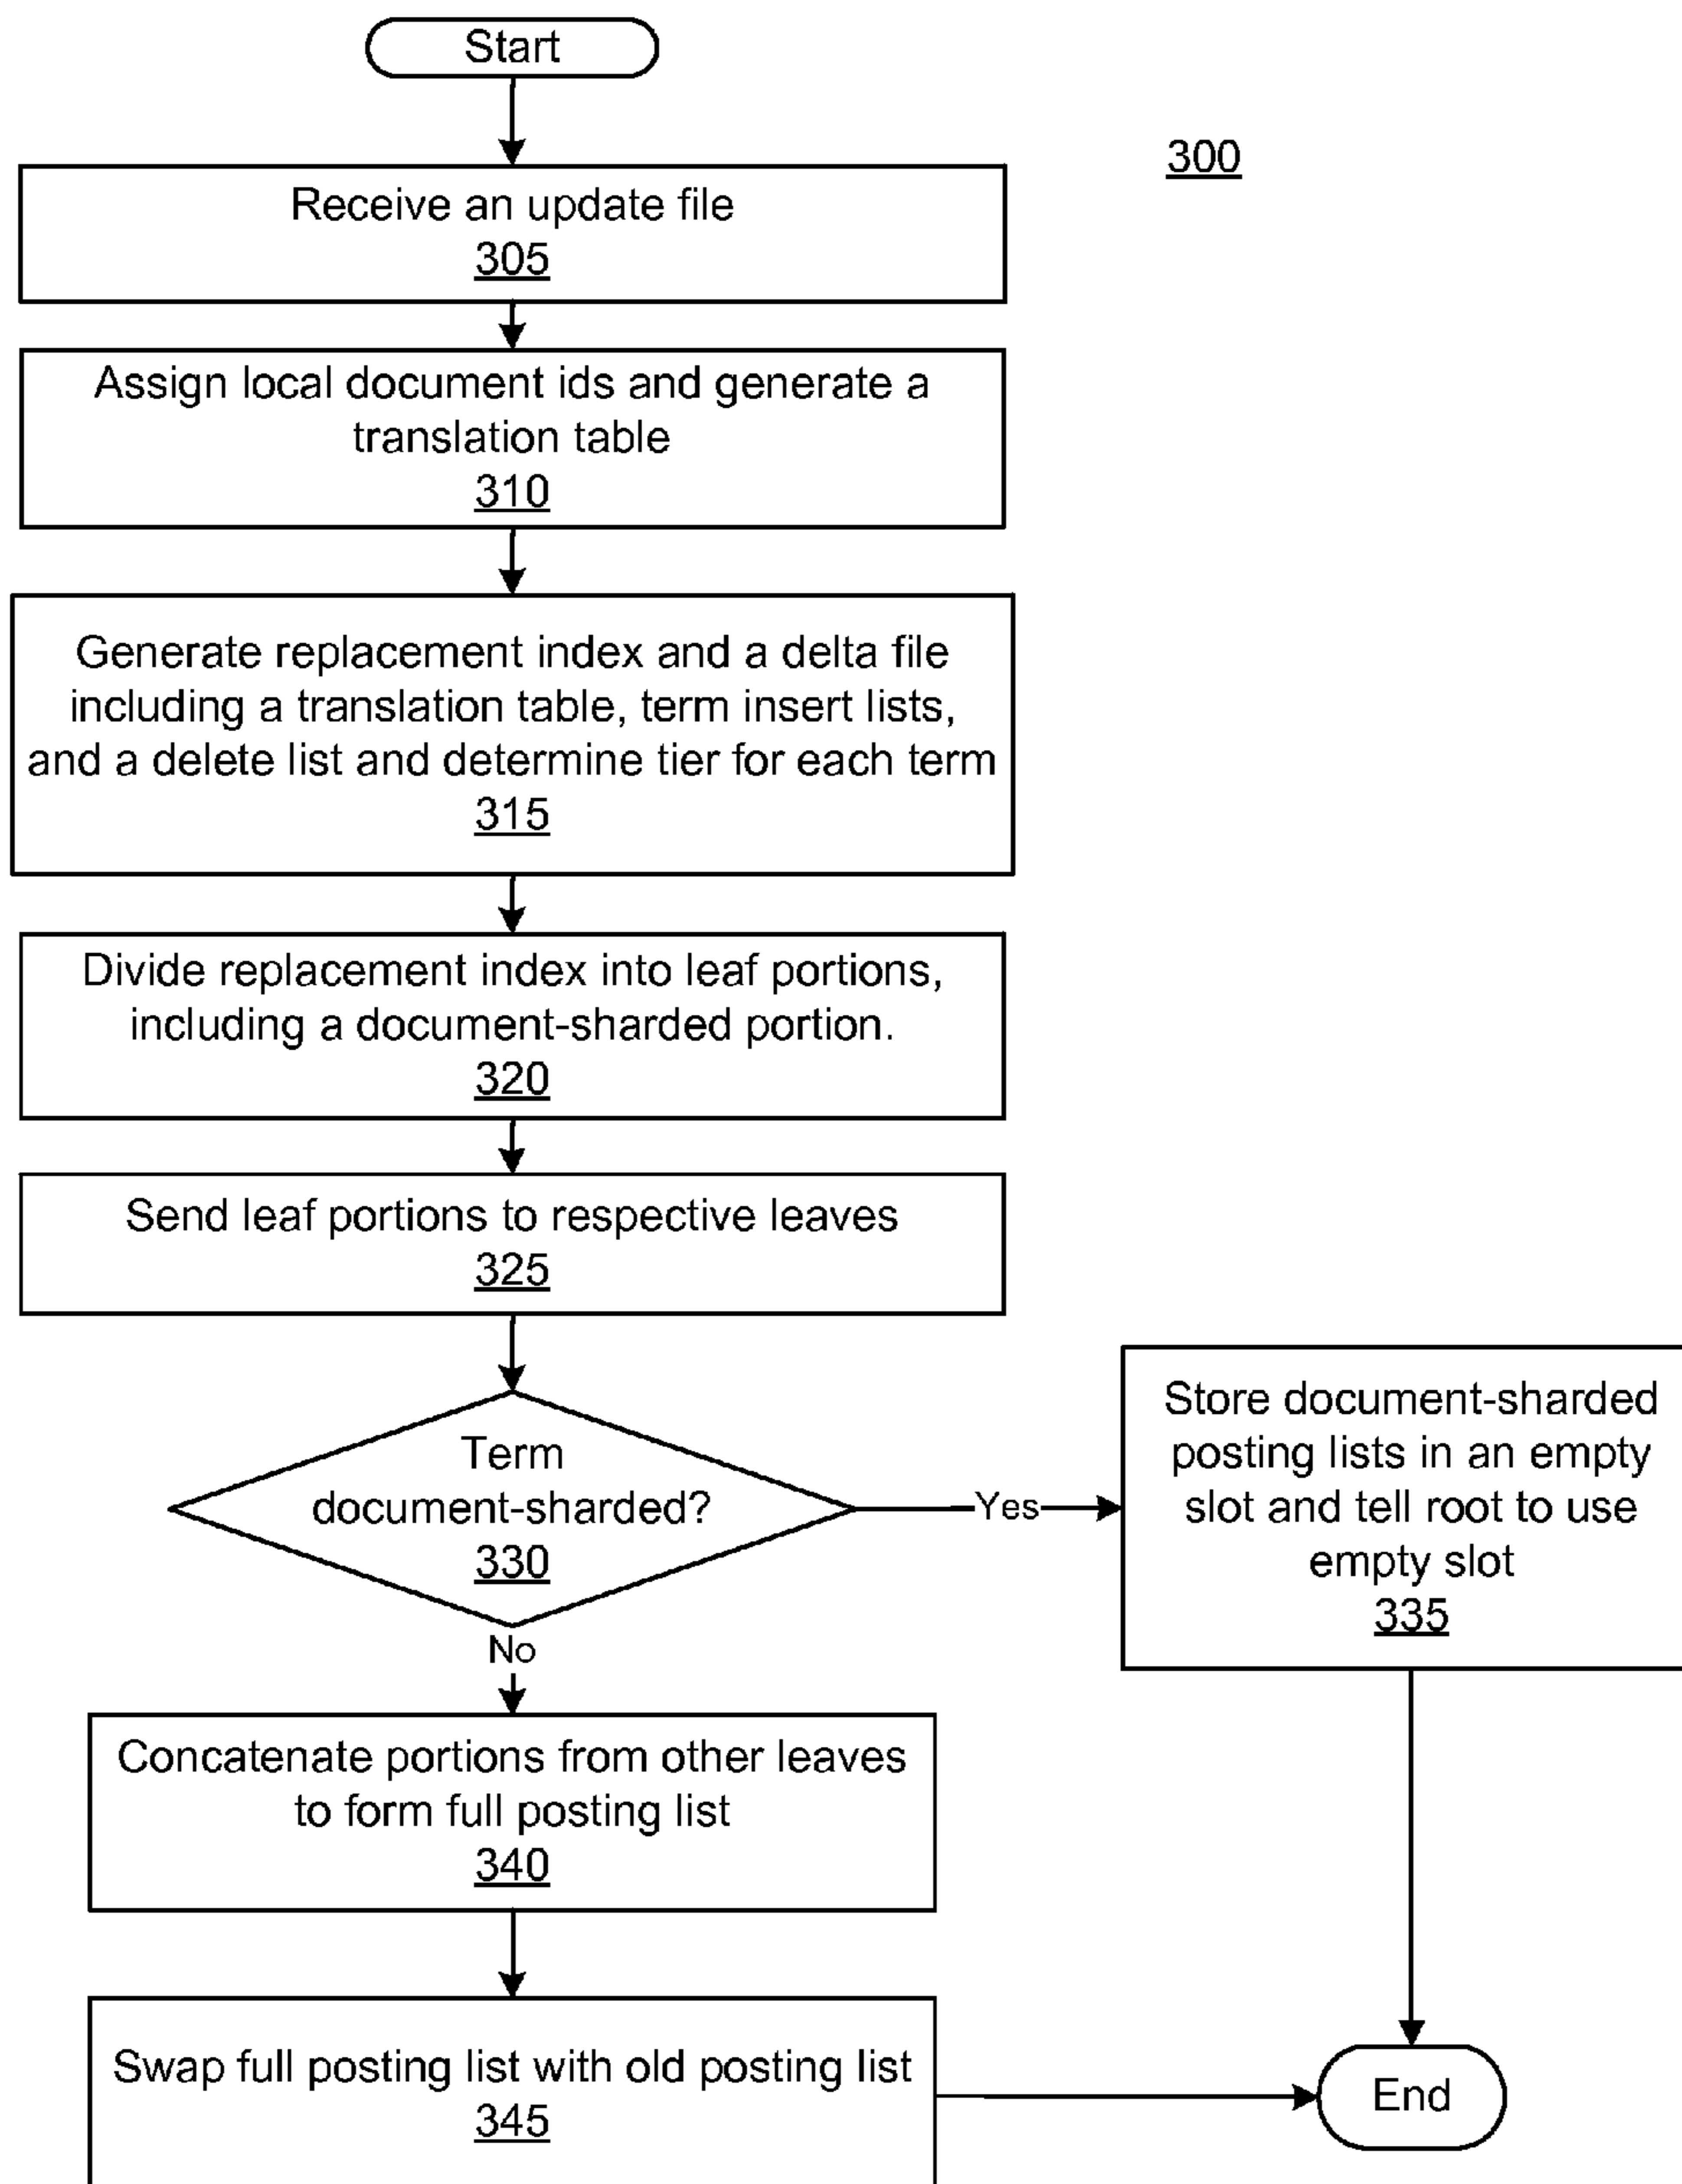 Start
300
Receive an update file
305
Assign local document ids and generate a
translation table
310
Generate replacement index and a delta file
including a translation table, term insert lists,
and a delete list and determine tier for each term
315
Divide replacement index into leaf portions,
including a document-sharded portion.
320
Send leaf portions to respective leaves
325
Term
document-sharded?
330
Yes
Store document-sharded
posting lists in an empty
slot and tell root to use
empty slot
335
No
Concatenate portions from other leaves
to form full posting list
340
Swap full posting list with old posting list
345
End